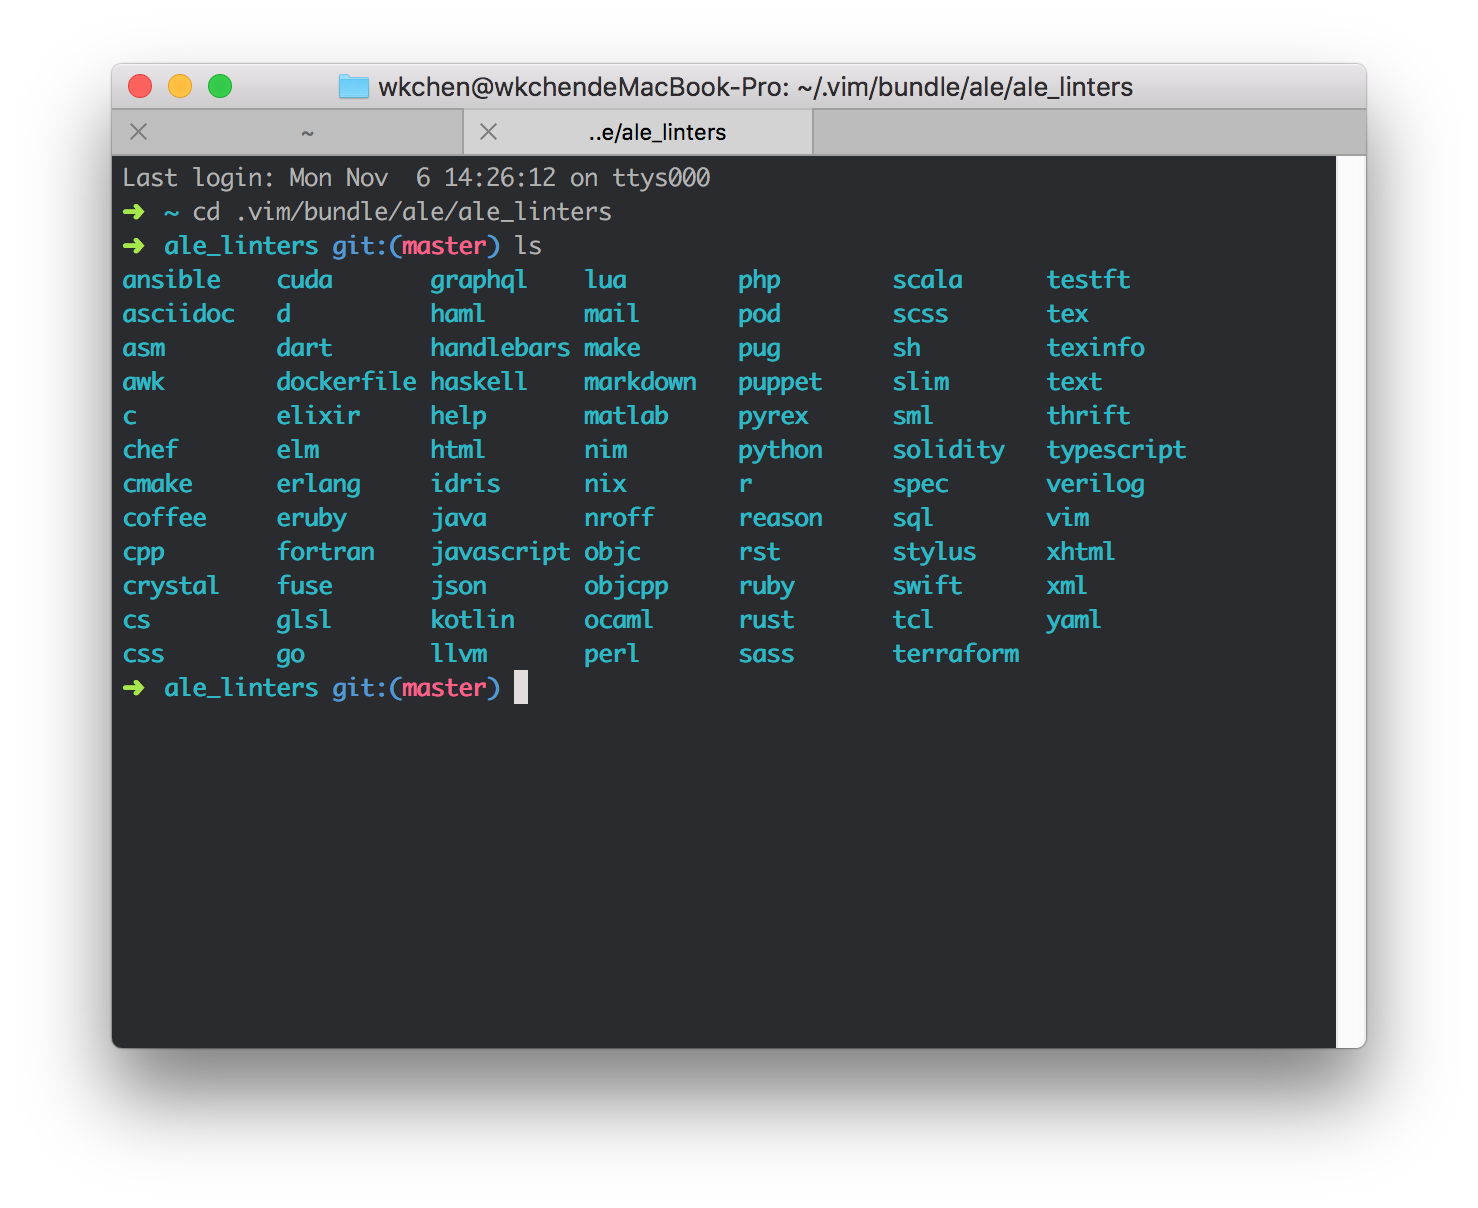 wkchen@wkchendeMacBook-Pro: ~/.vim/bundle/ale/ale_linters
~ ..e/ale_linters
Last login: Mon Nov  6 14:26:12 on ttys000
➜  ~ cd .vim/bundle/ale/ale_linters
➜  ale_linters git:(master) ls
ansible    cuda       graphql    lua        php        scala      testft
asciidoc   d          haml       mail       pod        scss       tex
asm        dart       handlebars make       pug        sh         texinfo
awk        dockerfile haskell    markdown   puppet     slim       text
c          elixir     help       matlab     pyrex      sml        thrift
chef       elm        html       nim        python     solidity   typescript
cmake      erlang     idris      nix        r          spec       verilog
coffee     eruby      java       nroff      reason     sql        vim
cpp        fortran    javascript objc       rst        stylus     xhtml
crystal    fuse       json       objcpp     ruby       swift      xml
cs         glsl       kotlin     ocaml      rust       tcl        yaml
css        go         llvm       perl       sass       terraform
➜  ale_linters git:(master)